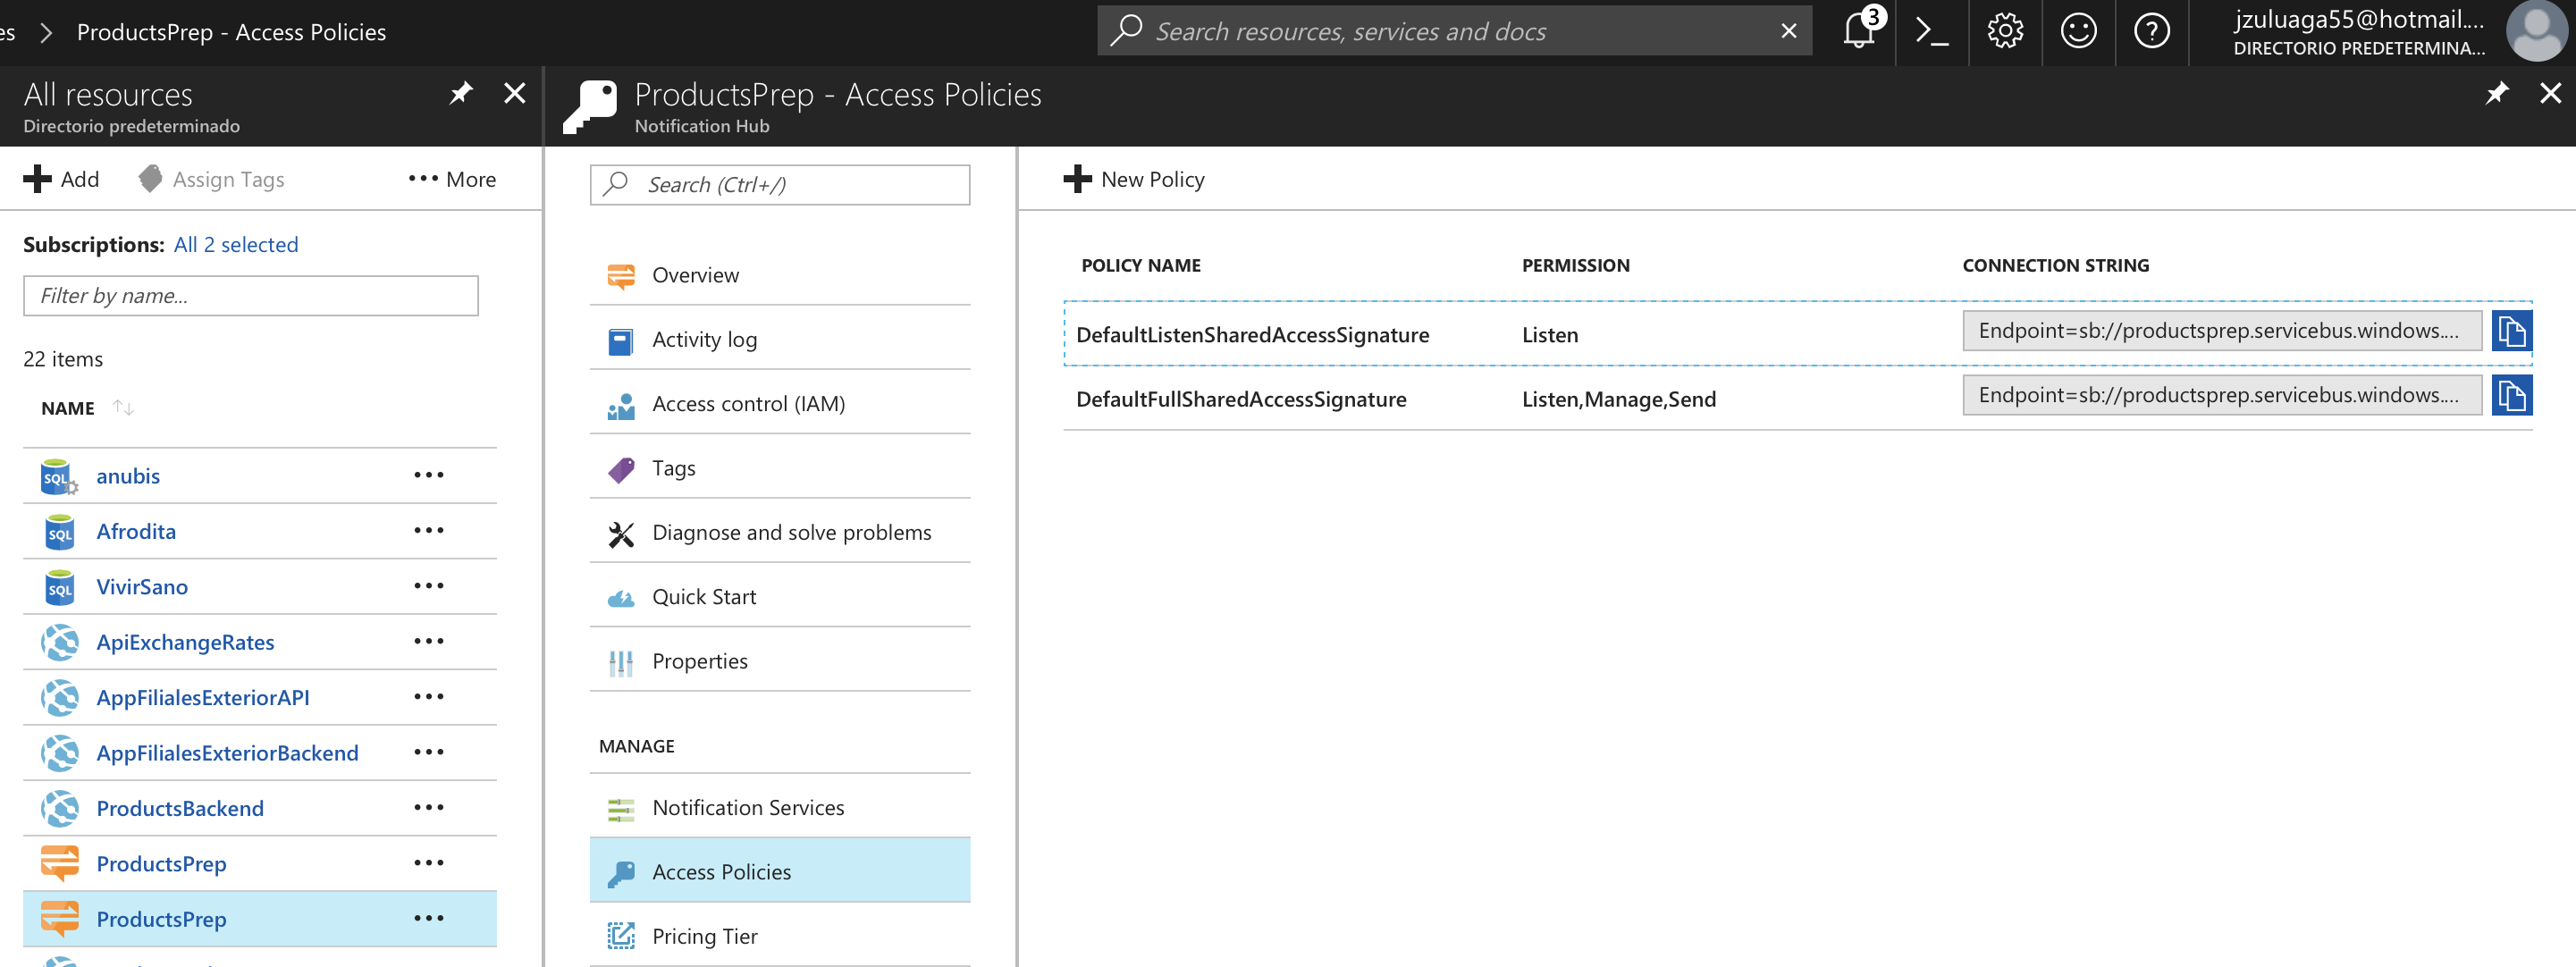 es > ProductsPrep - Access Policies
Search resources, services and docs
3
jzuluaga55@hotmail....
DIRECTORIO PREDETERMINA...
All resources
Directorio predeterminado
Add
Assign Tags
More
Subscriptions: All 2 selected
Filter by name...
22 items
NAME
anubis
Afrodita
VivirSano
ApiExchangeRates
AppFilialesExteriorAPI
AppFilialesExteriorBackend
ProductsBackend
ProductsPrep
ProductsPrep
ProductsPrep - Access Policies
Notification Hub
Search (Ctrl+/)
Overview
Activity log
Access control (IAM)
Tags
Diagnose and solve problems
Quick Start
Properties
MANAGE
Notification Services
Access Policies
Pricing Tier
New Policy
POLICY NAME PERMISSION CONNECTION STRING
DefaultListenSharedAccessSignature Listen Endpoint=sb://productsprep.servicebus.windows....
DefaultFullSharedAccessSignature Listen,Manage,Send Endpoint=sb://productsprep.servicebus.windows....